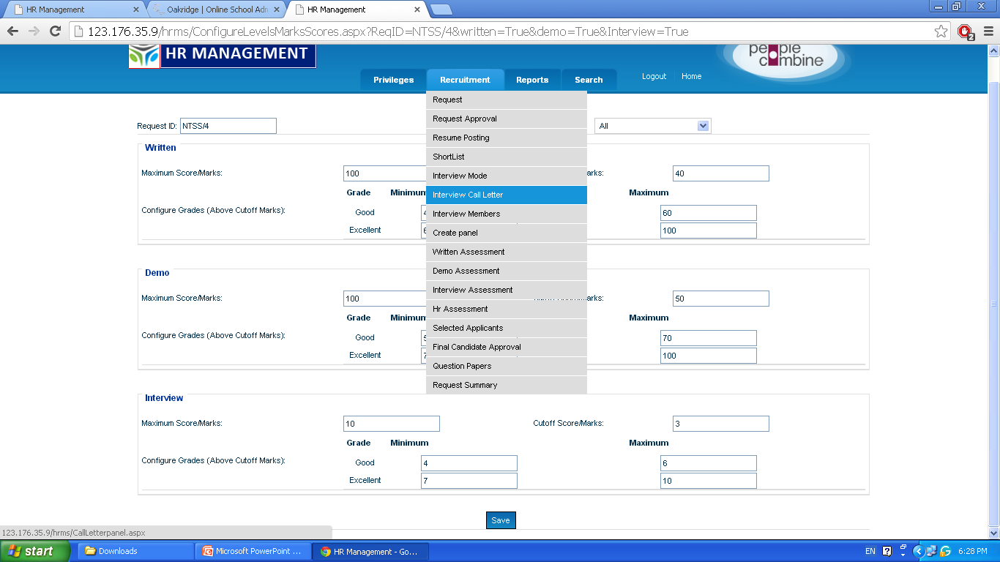 HR Management
Oakridge | Online School Adm
HR Management
123.176.35.9/hrms/ConfigureLevelsMarksScores.aspx?ReqID=NTSS/4&written=True&demo=True&Interview=True
2
HR MANAGEMENT
people combine
Privileges Recruitment Reports Search Logout Home
Request
Request Approval
Resume Posting
ShortList
Interview Mode
Interview Call Letter
Interview Members
Create panel
Written Assessment
Demo Assessment
Interview Assessment
Hr Assessment
Selected Applicants
Final Candidate Approval
Question Papers
Request Summary
Request ID: NTSS/4 All
Written
Maximum Score/Marks: 100 arks: 40
Grade Minimum Maximum
Configure Grades (Above Cutoff Marks): Good 60
Excellent 100
Demo
Maximum Score/Marks: 100 arks: 50
Grade Minimum Maximum
Configure Grades (Above Cutoff Marks): Good 70
Excellent 100
Interview
Maximum Score/Marks: 10 Cutoff Score/Marks: 3
Grade Minimum Maximum
Configure Grades (Above Cutoff Marks): Good 4 6
Excellent 7 10
Save
123.176.35.9/hrms/CallLetterpanel.aspx
start Downloads Microsoft PowerPoint ... HR Management - Go... EN 6:28 PM